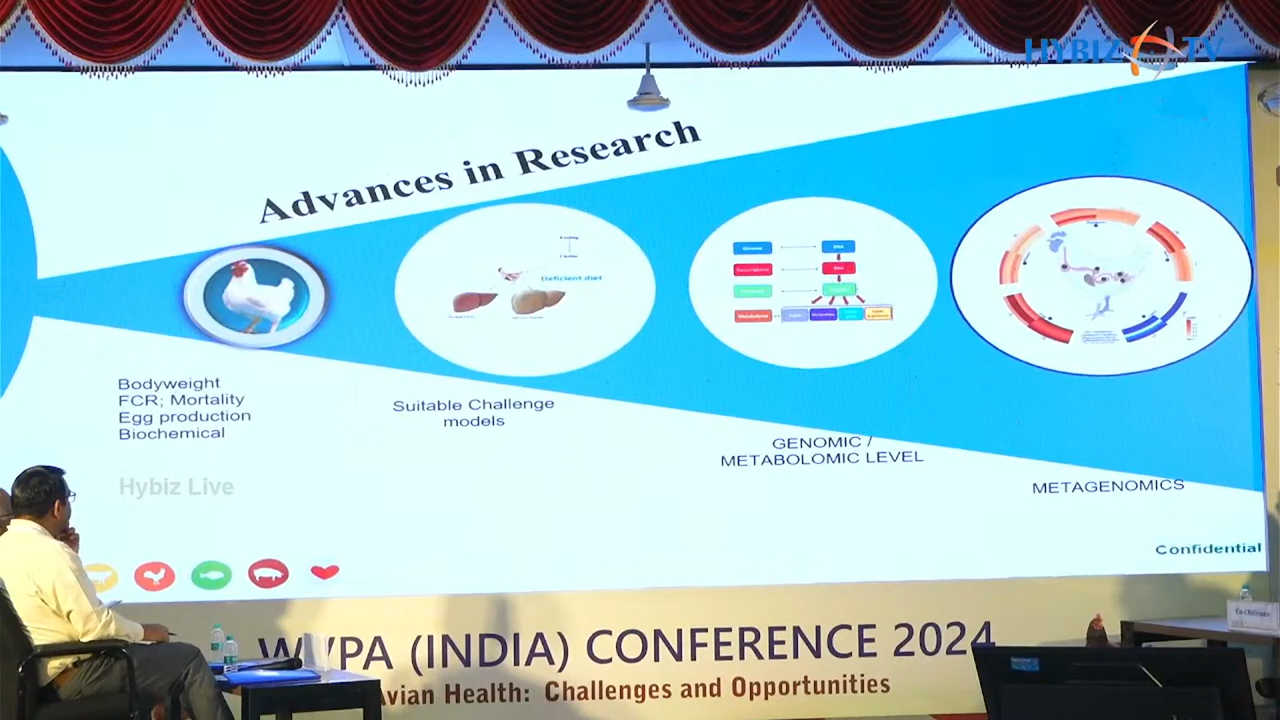 HYBIZ TV
Advances in Research
Deficient diet
Bodyweight
FCR; Mortality
Egg production
Biochemical
Suitable Challenge
models
GENOMIC /
METABOLOMIC LEVEL
METAGENOMICS
Hybiz Live
Confidential
WVPA (INDIA) CONFERENCE 2024
Avian Health: Challenges and Opportunities